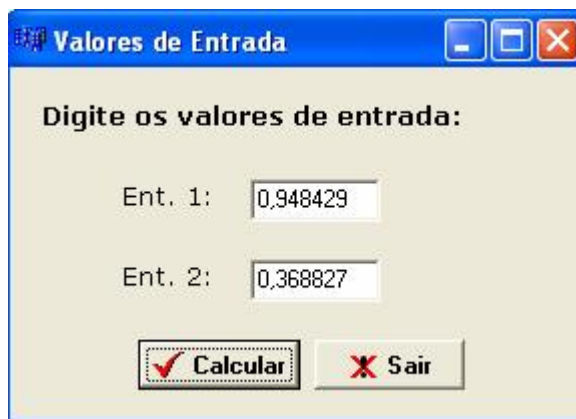 Valores de Entrada
Digite os valores de entrada:
Ent. 1: 0,948429
Ent. 2: 0,368827
Calcular Sair